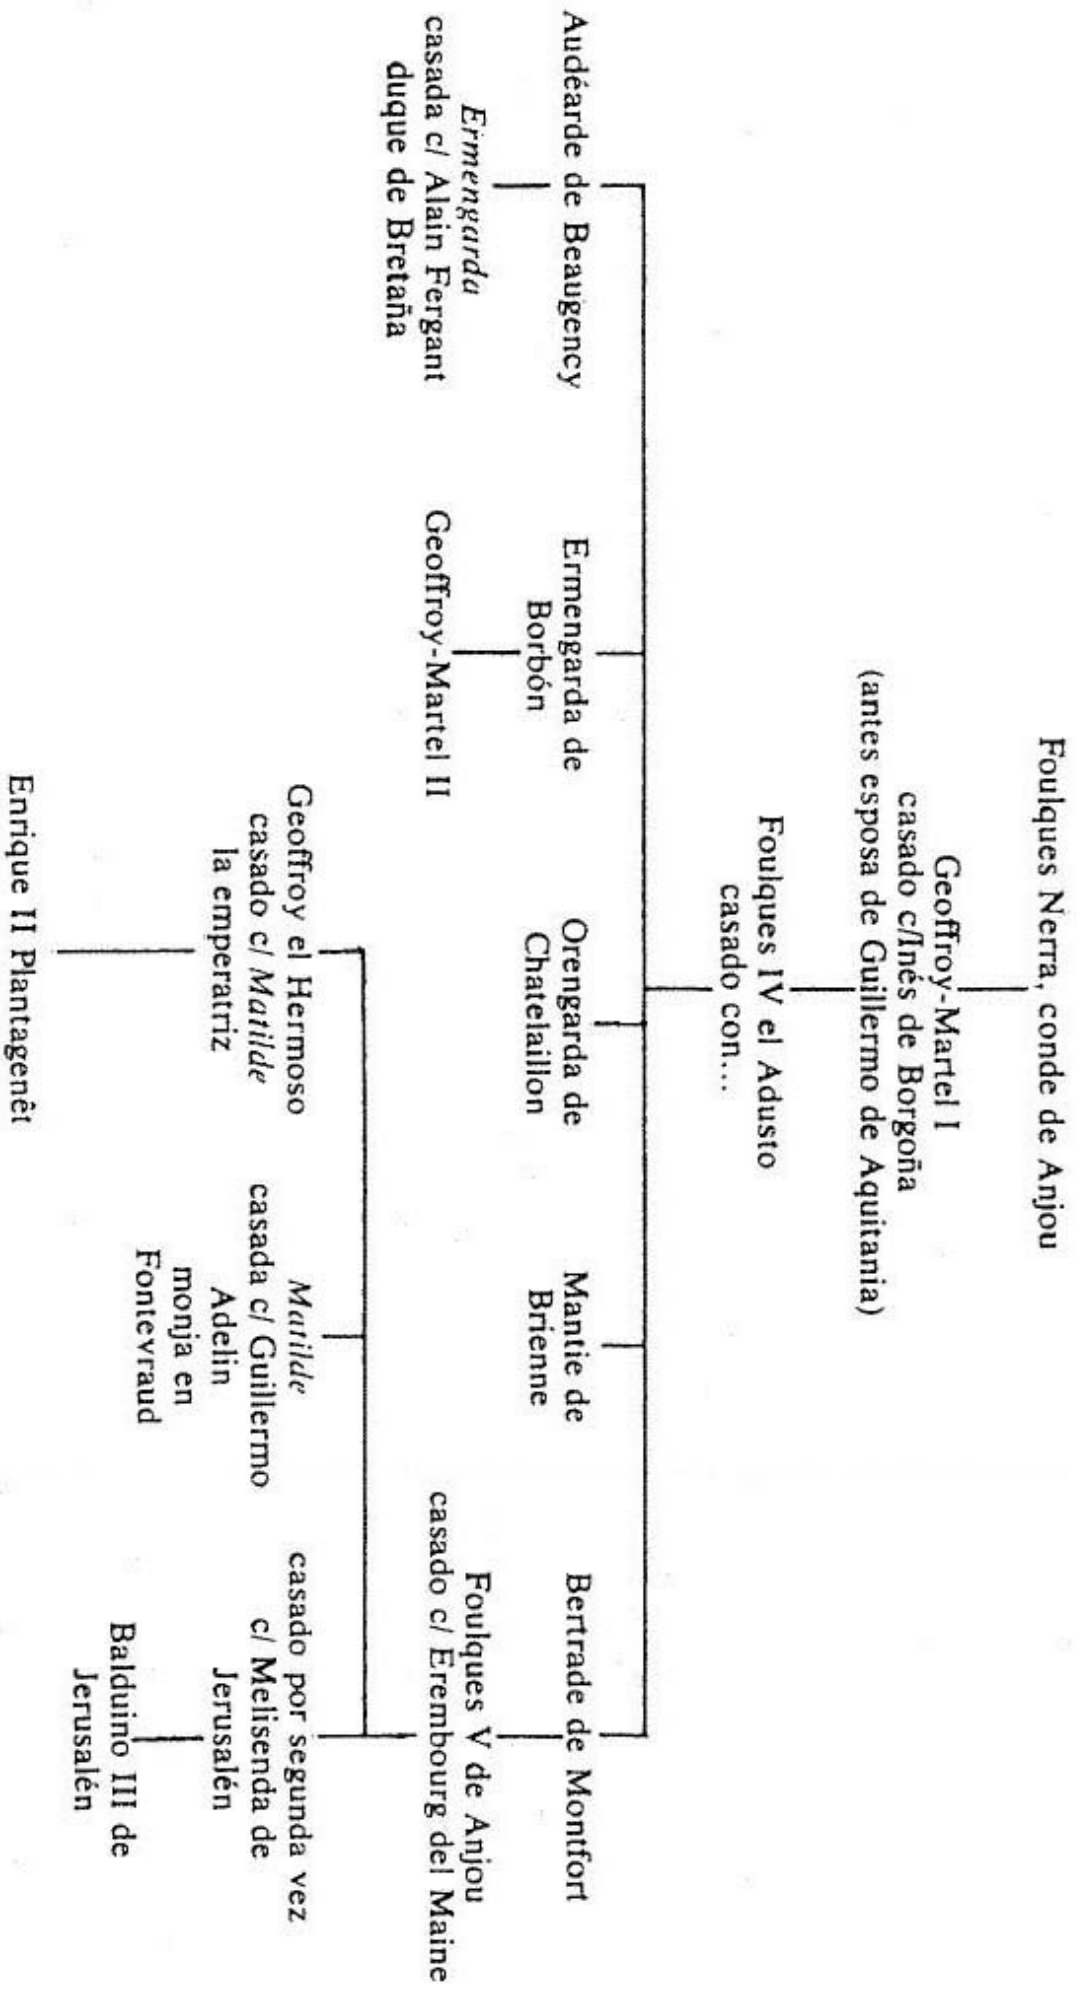 Foulques Nerra, conde de Anjou
Geoffroy-Martel I
casado c/Inés de Borgoña
(antes esposa de Guillermo de Aquitania)
Foulques IV el Adusto
casado con...
Audéarde de Beaugency
Ermengarda
casada c/ Alain Fergant
duque de Bretaña
Ermengarda de
Borbón
Geoffroy-Martel II
Orengarda de
Chatelaillon
Mantie de
Brienne
Bertrade de Montfort
Foulques V de Anjou
casado c/ Erembourg del Maine
Geoffroy el Hermoso
casado c/ Matilde
la emperatriz
Enrique II Plantagenêt
Matilde
casada c/ Guillermo
Adelin
monja en
Fontevraud
casado por segunda vez
c/ Melisenda de
Jerusalén
Balduino III de
Jerusalén